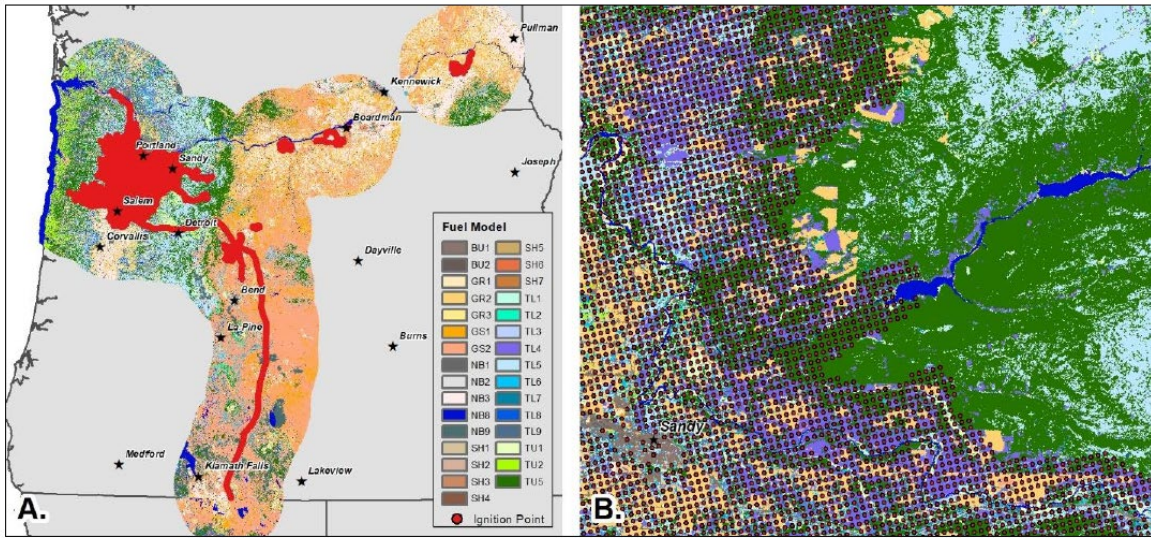 Pullman
Kennewick
Boardman
Portland
Sandy
Joseph
Salem
Detroit
Corvallis
Dayville
Bend
La Pine
Burns
Medford
Klamath Falls
Lakeview
Fuel Model
BU1 SH5
BU2 SH6
GR1 SH7
GR2 TL1
GR3 TL2
GS1 TL3
GS2 TL4
NB1 TL5
NB2 TL6
NB3 TL7
NB8 TL8
NB9 TL9
SH1 TU1
SH2 TU2
SH3 TU5
SH4
Ignition Point
A.
Sandy
B.